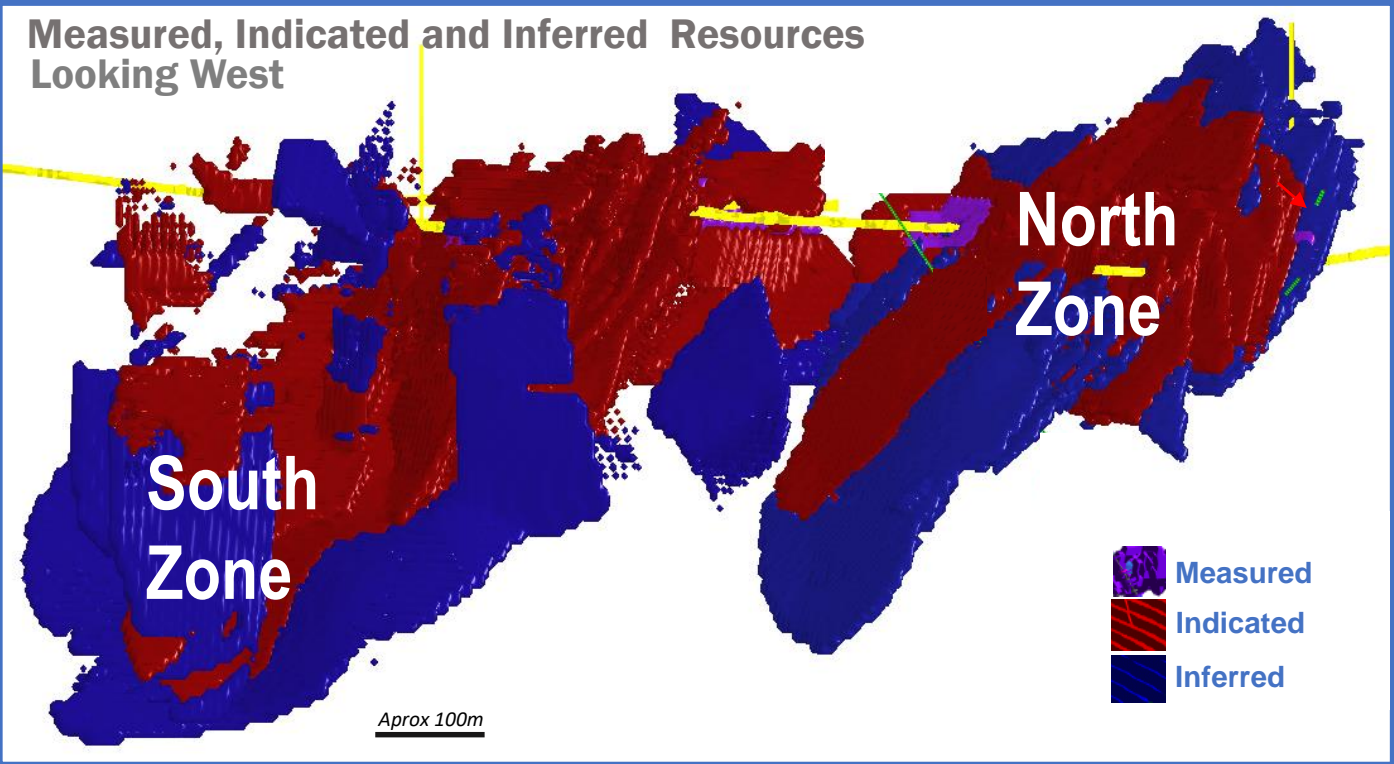 Measured, Indicated and Inferred Resources
Looking West
North
Zone
South
Zone
Measured
Indicated
Inferred
Aprox 100m